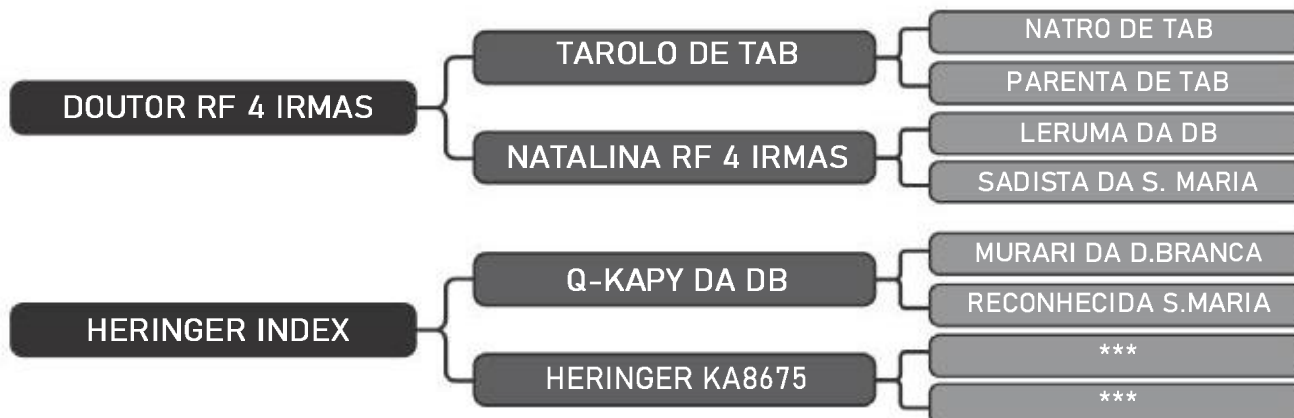 DOUTOR RF 4 IRMAS
TAROLO DE TAB
NATRO DE TAB
PARENTA DE TAB
NATALINA RF 4 IRMAS
LERUMA DA DB
SADISTA DA S. MARIA
HERINGER INDEX
Q-KAPY DA DB
MURARI DA D.BRANCA
RECONHECIDA S.MARIA
HERINGER KA8675
***
***